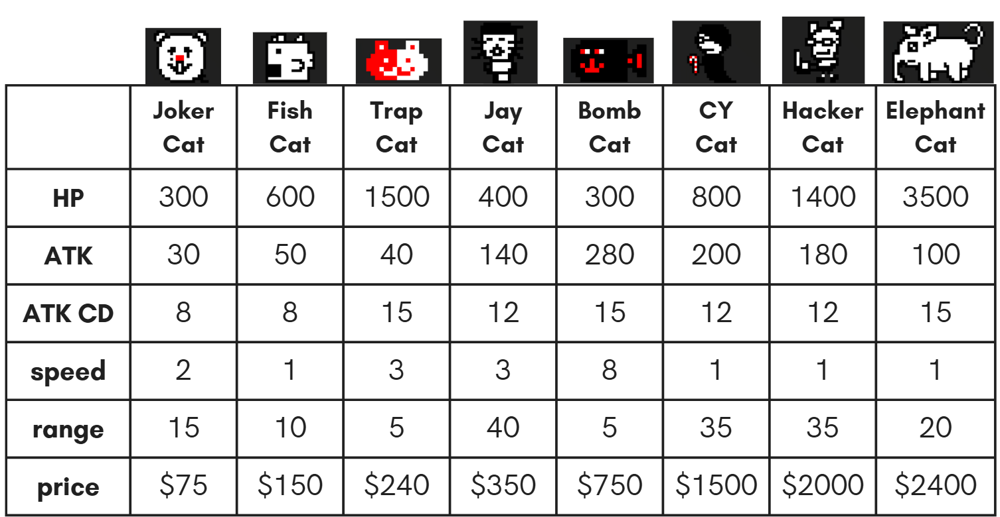 Joker Cat Fish Cat Trap Cat Jay Cat Bomb Cat CY Cat Hacker Cat Elephant Cat
HP 300 600 1500 400 300 800 1400 3500
ATK 30 50 40 140 280 200 180 100
ATK CD 8 8 15 12 15 12 12 15
speed 2 1 3 3 8 1 1 1
range 15 10 5 40 5 35 35 20
price $75 $150 $240 $350 $750 $1500 $2000 $2400